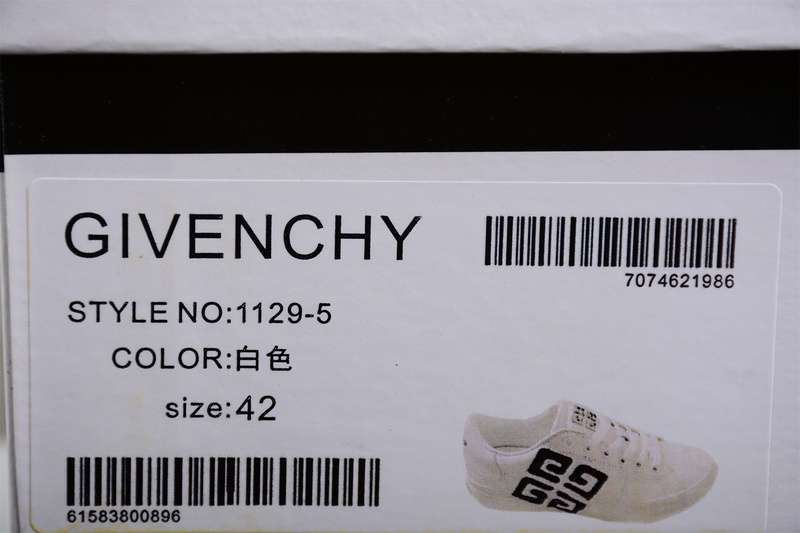 GIVENCHY
7074621986
STYLE NO:1129-5
COLOR:白色
size:42
61583800896